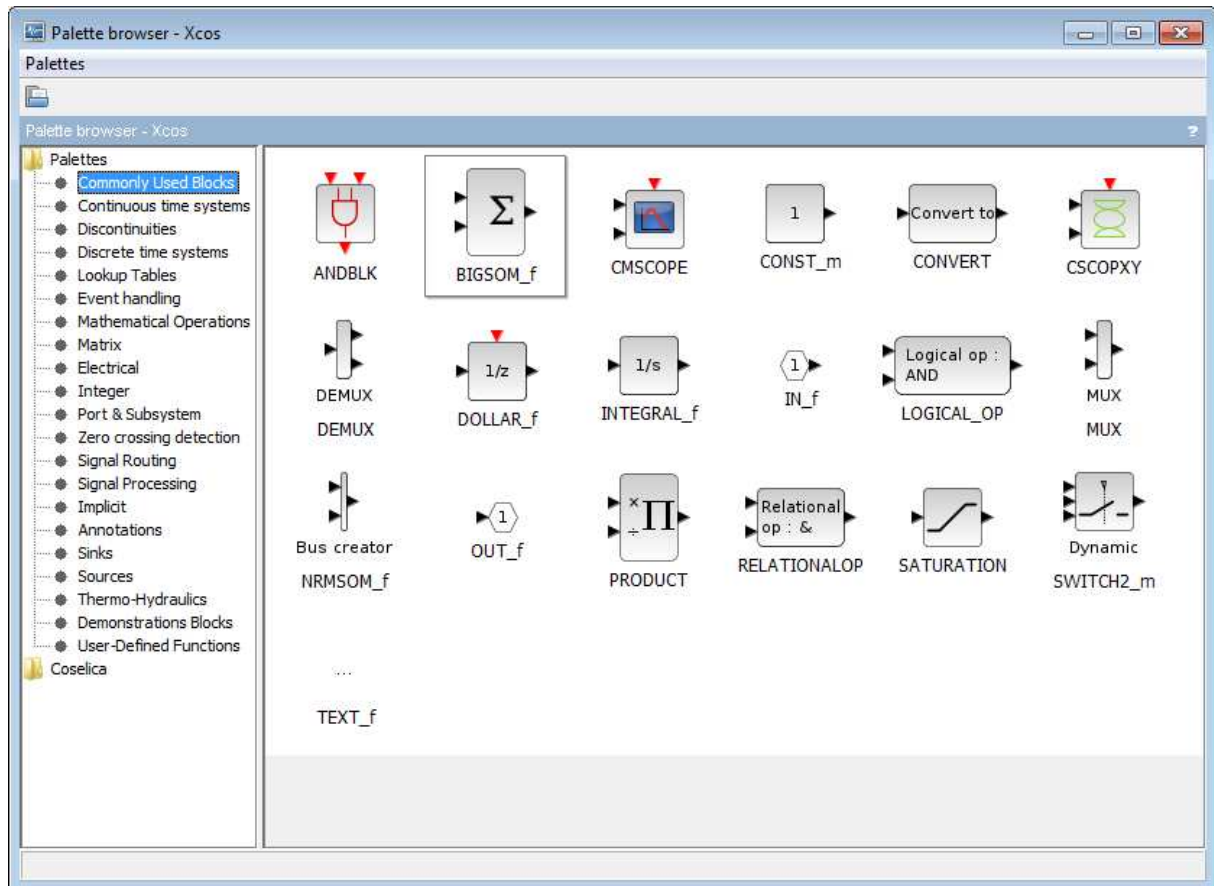 Palette browser - Xcos
Palettes
Palette browser - Xcos
?
Palettes
Commonly Used Blocks
Continuous time systems
Discontinuities
Discrete time systems
Lookup Tables
Event handling
Mathematical Operations
Matrix
Electrical
Integer
Port & Subsystem
Zero crossing detection
Signal Routing
Signal Processing
Implicit
Annotations
Sinks
Sources
Thermo-Hydraulics
Demonstrations Blocks
User-Defined Functions
Coselica
ANDBLK
Σ
BIGSOM_f
CMSCOPE
1
CONST_m
Convert to
CONVERT
CSCOPXY
DEMUX
DEMUX
1/z
DOLLAR_f
1/s
INTEGRAL_f
1
IN_f
Logical op :
AND
LOGICAL_OP
MUX
MUX
Bus creator
NRMSOM_f
1
OUT_f
×
÷
Π
PRODUCT
Relational
op : &
RELATIONALOP
SATURATION
Dynamic
SWITCH2_m
...
TEXT_f